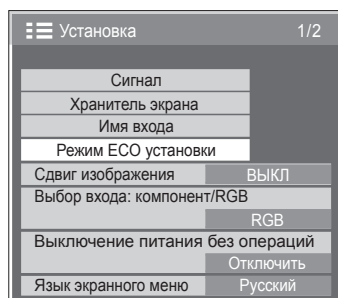 Установка 1/2
Сигнал
Хранитель экрана
Имя входа
Режим ECO установки
Сдвиг изображения ВЫКЛ
Выбор входа: компонент/RGB
RGB
Выключение питания без операций
Отключить
Язык экранного меню Русский